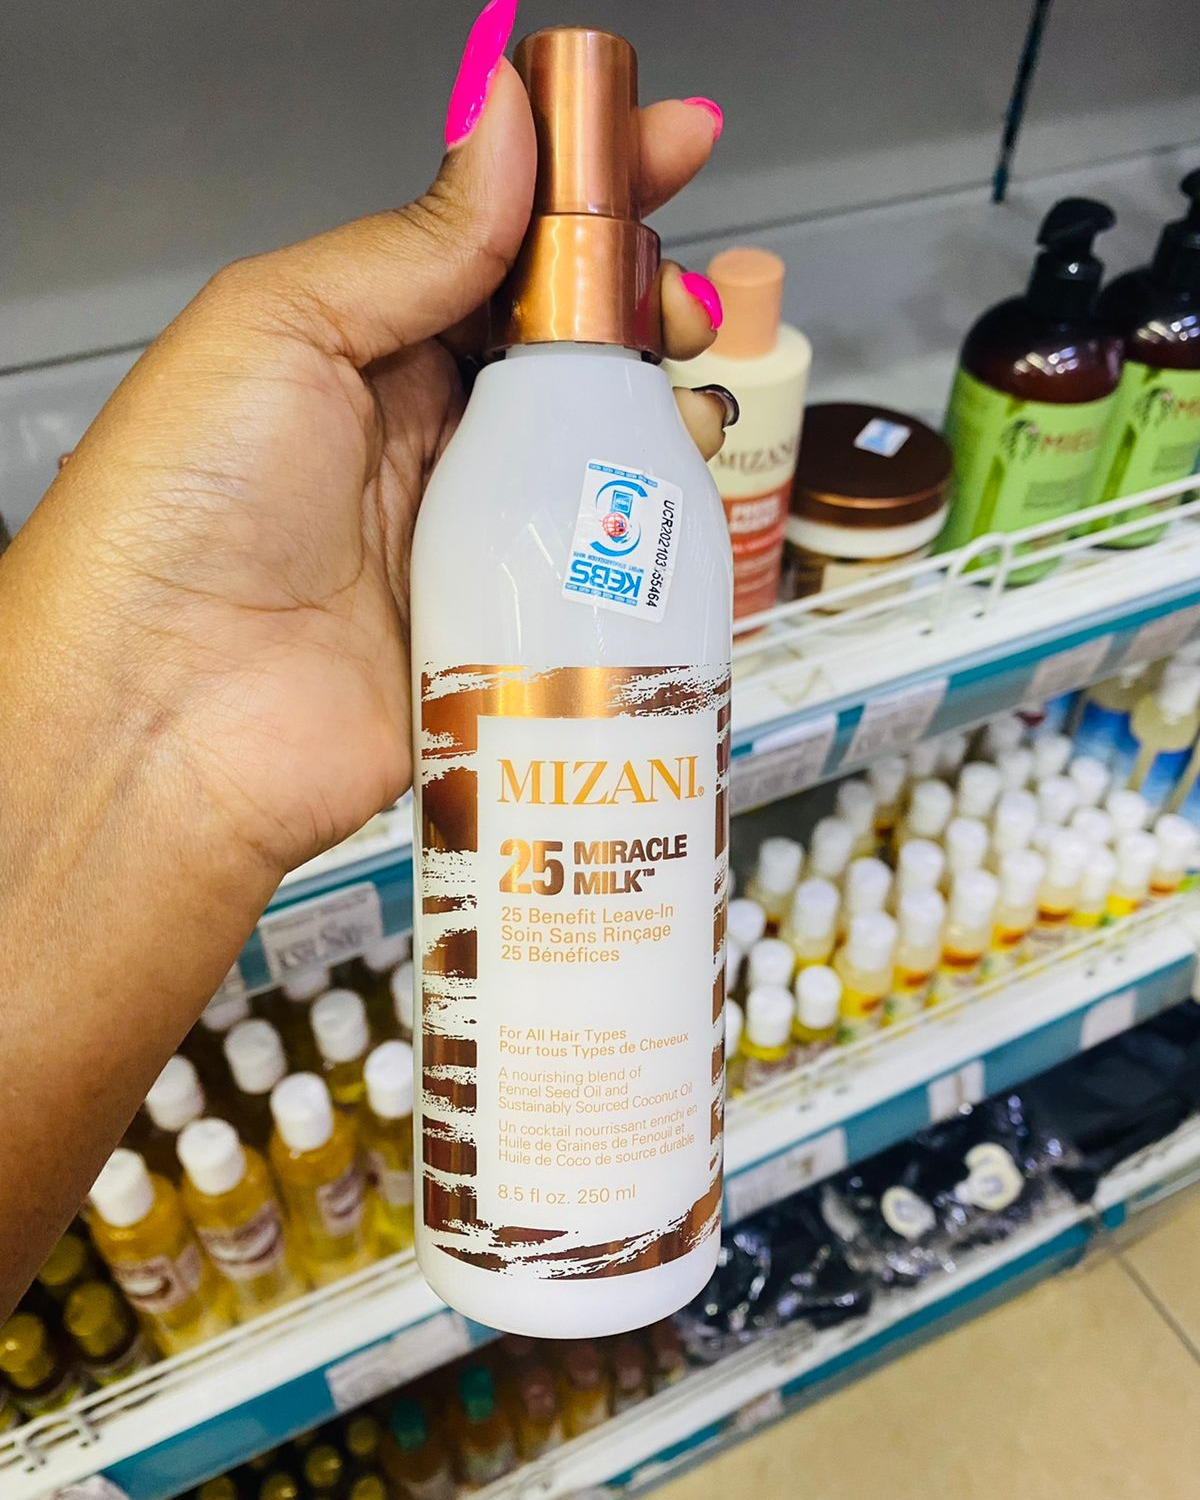 KEBS
MIZANI®
25 MIRACLE
MILK™
25 Benefit Leave-In
Soin Sans Rinçage
25 Bénéfices
For All Hair Types
Pour tous Types de Cheveux
A nourishing blend of
Fennel Seed Oil and
Sustainably Sourced Coconut Oil
Un cocktail nourrissant enrichi en
Huile de Graines de Fenouil et
Huile de Coco de source durable
8.5 fl oz. 250 ml
MIZANI